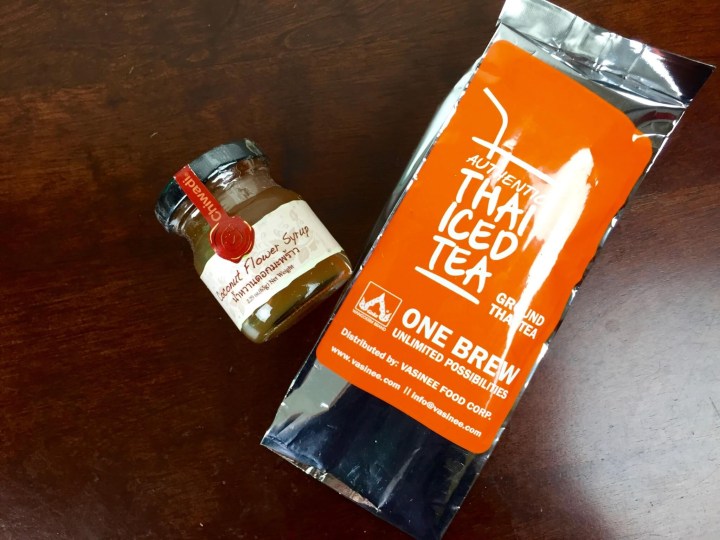 Chiwadi
Coconut Flower Syrup
น้ำหวานดอกมะพร้าว
AUTHENTIC
THAI
ICED
TEA
GROUND
THAI TEA
ONE BREW
UNLIMITED POSSIBILITIES
Distributed by: VASINEE FOOD CORP.
www.vasinee.com || info@vasinee.com